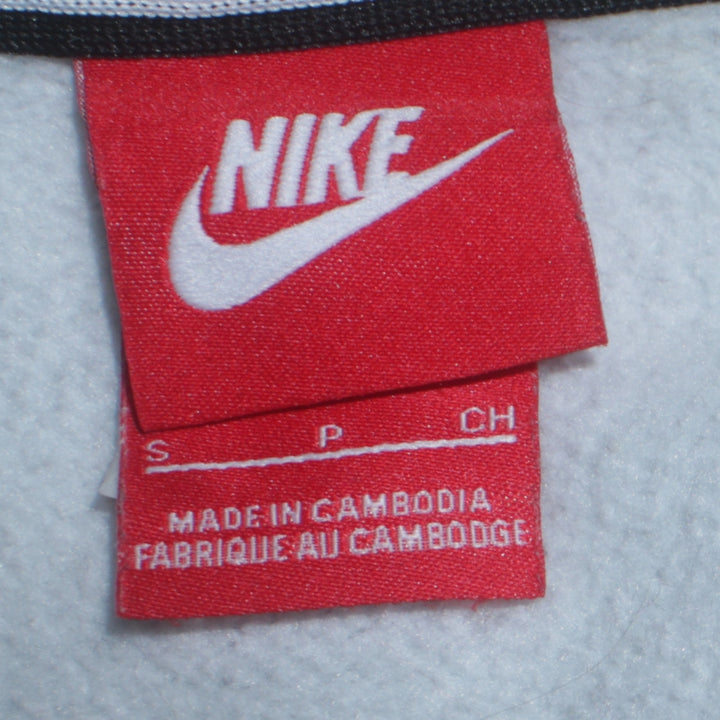 NIKE
S P CH
MADE IN CAMBODIA
FABRIQUE AU CAMBODGE